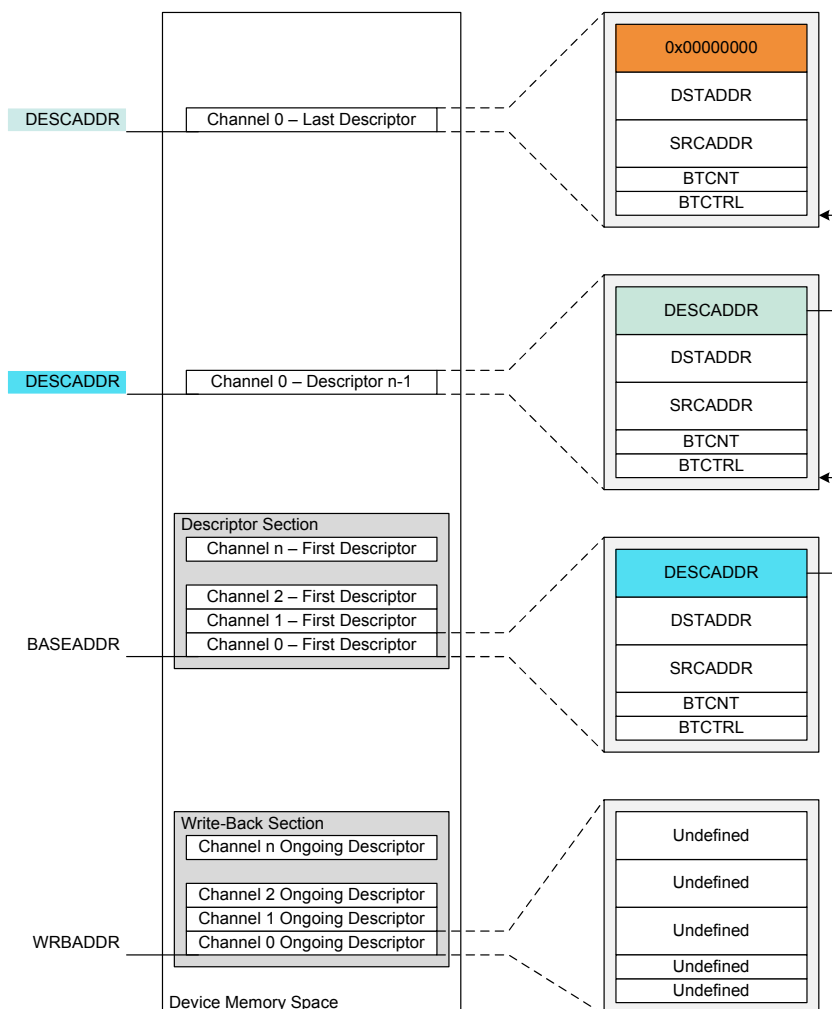 0x00000000
DSTADDR
DESCADDR
Channel 0 – Last Descriptor
SRCADDR
BTCNT
BTCTRL
DESCADDR
DSTADDR
DESCADDR
Channel 0 – Descriptor n-1
SRCADDR
BTCNT
BTCTRL
Descriptor Section
Channel n – First Descriptor
DESCADDR
Channel 2 – First Descriptor
Channel 1 – First Descriptor
DSTADDR
BASEADDR
Channel 0 – First Descriptor
SRCADDR
BTCNT
BTCTRL
Write-Back Section
Channel n Ongoing Descriptor
Undefined
Channel 2 Ongoing Descriptor
Undefined
Channel 1 Ongoing Descriptor
Undefined
WRBADDR
Channel 0 Ongoing Descriptor
Undefined
Undefined
Device Memory Space